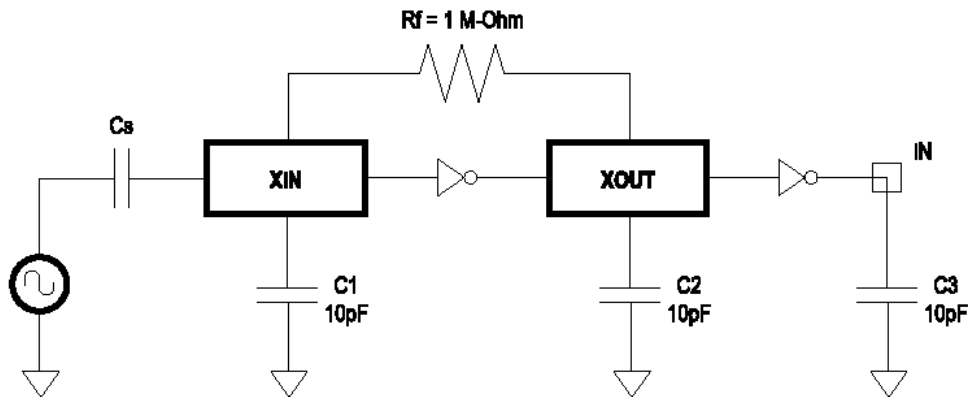 Rf = 1 M-Ohm
Cs
XIN
XOUT
IN
C1
10pF
C2
10pF
C3
10pF